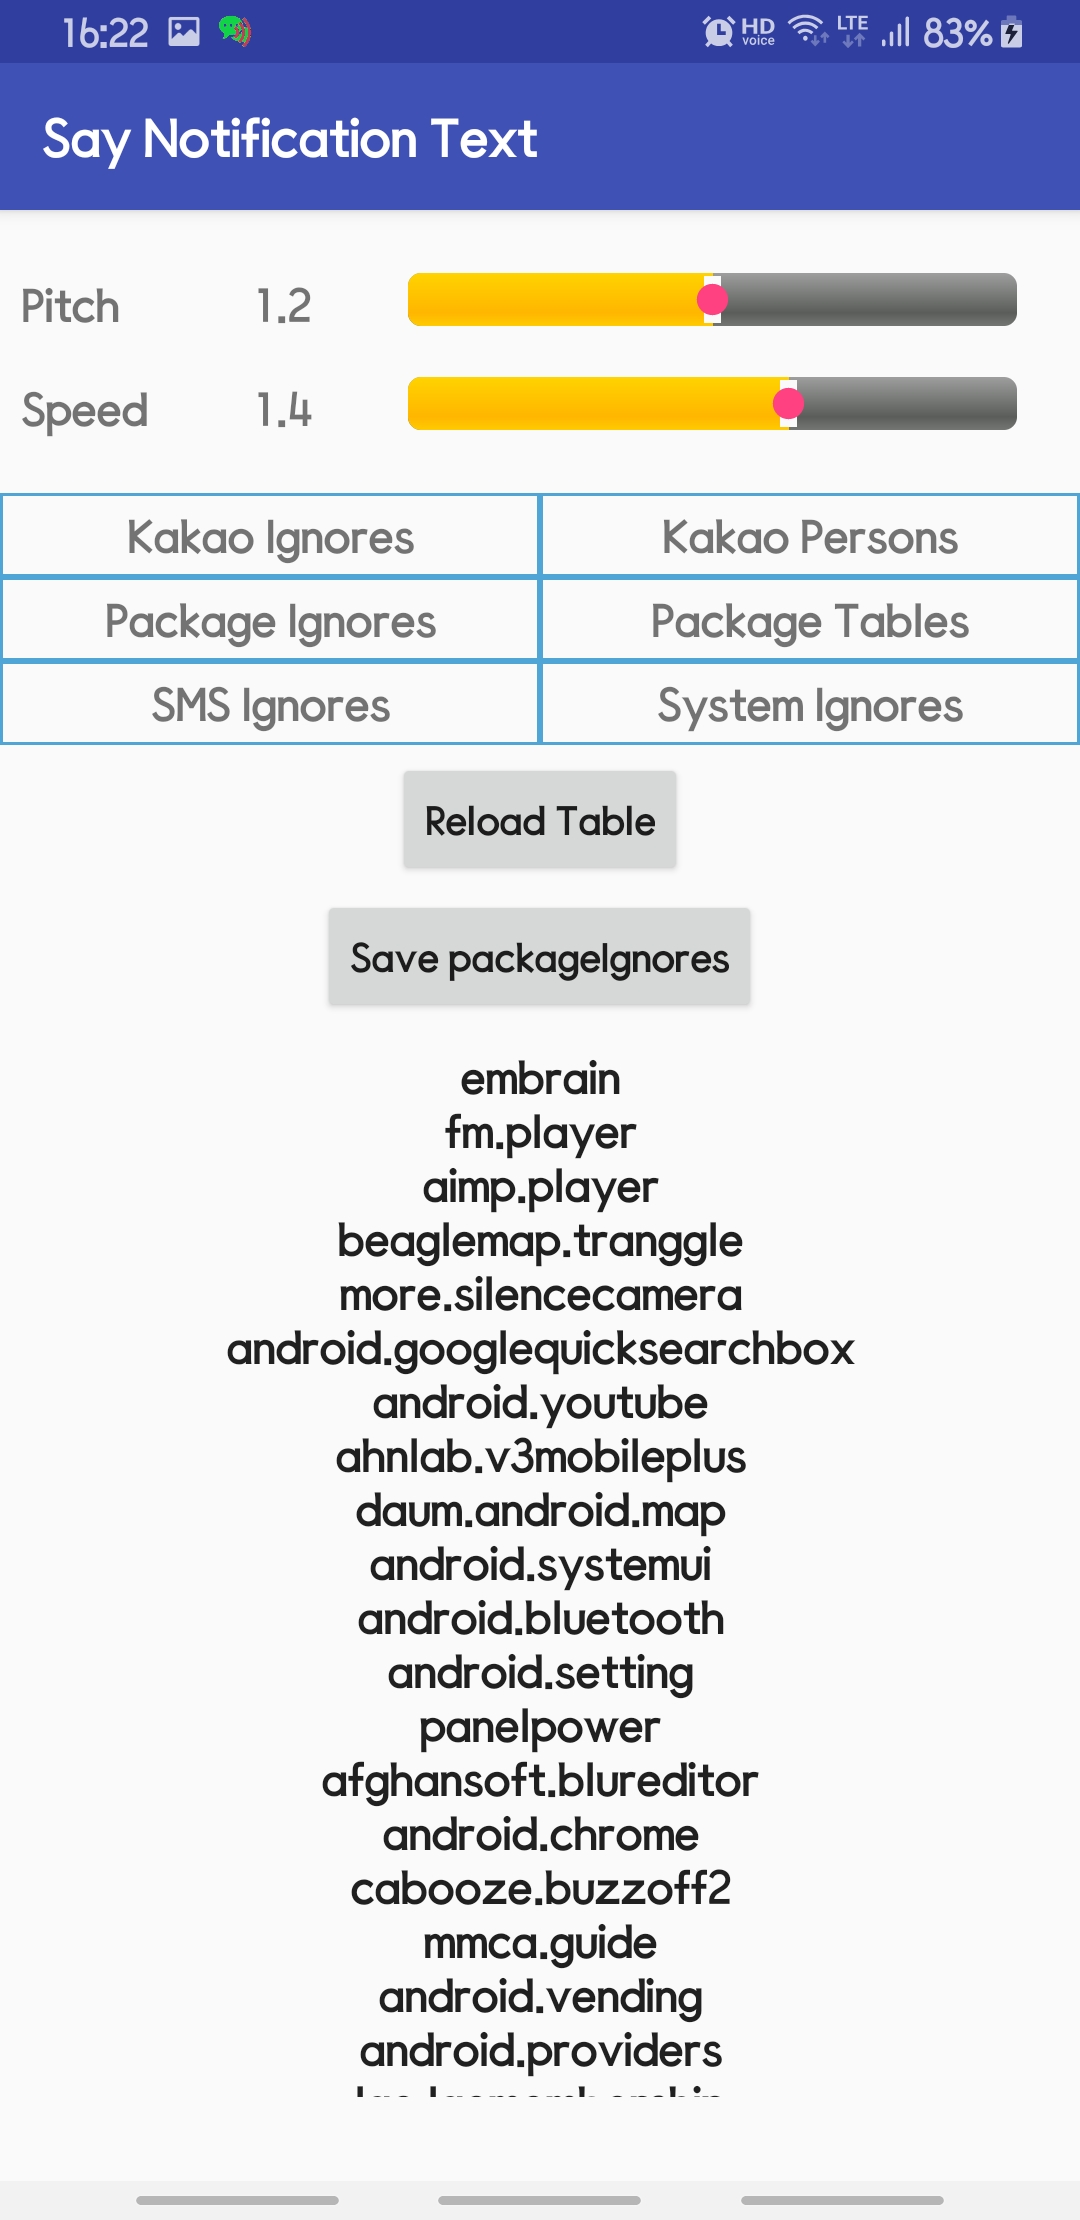 16:22 HD voice LTE 83%
Say Notification Text
Pitch 1.2
Speed 1.4
Kakao Ignores Kakao Persons
Package Ignores Package Tables
SMS Ignores System Ignores
Reload Table
Save packageIgnores
embrain
fm.player
aimp.player
beaglemap.tranggle
more.silencecamera
android.googlequicksearchbox
android.youtube
ahnlab.v3mobileplus
daum.android.map
android.systemui
android.bluetooth
android.setting
panelpower
afghansoft.blureditor
android.chrome
cabooze.buzzoff2
mmca.guide
android.vending
android.providers